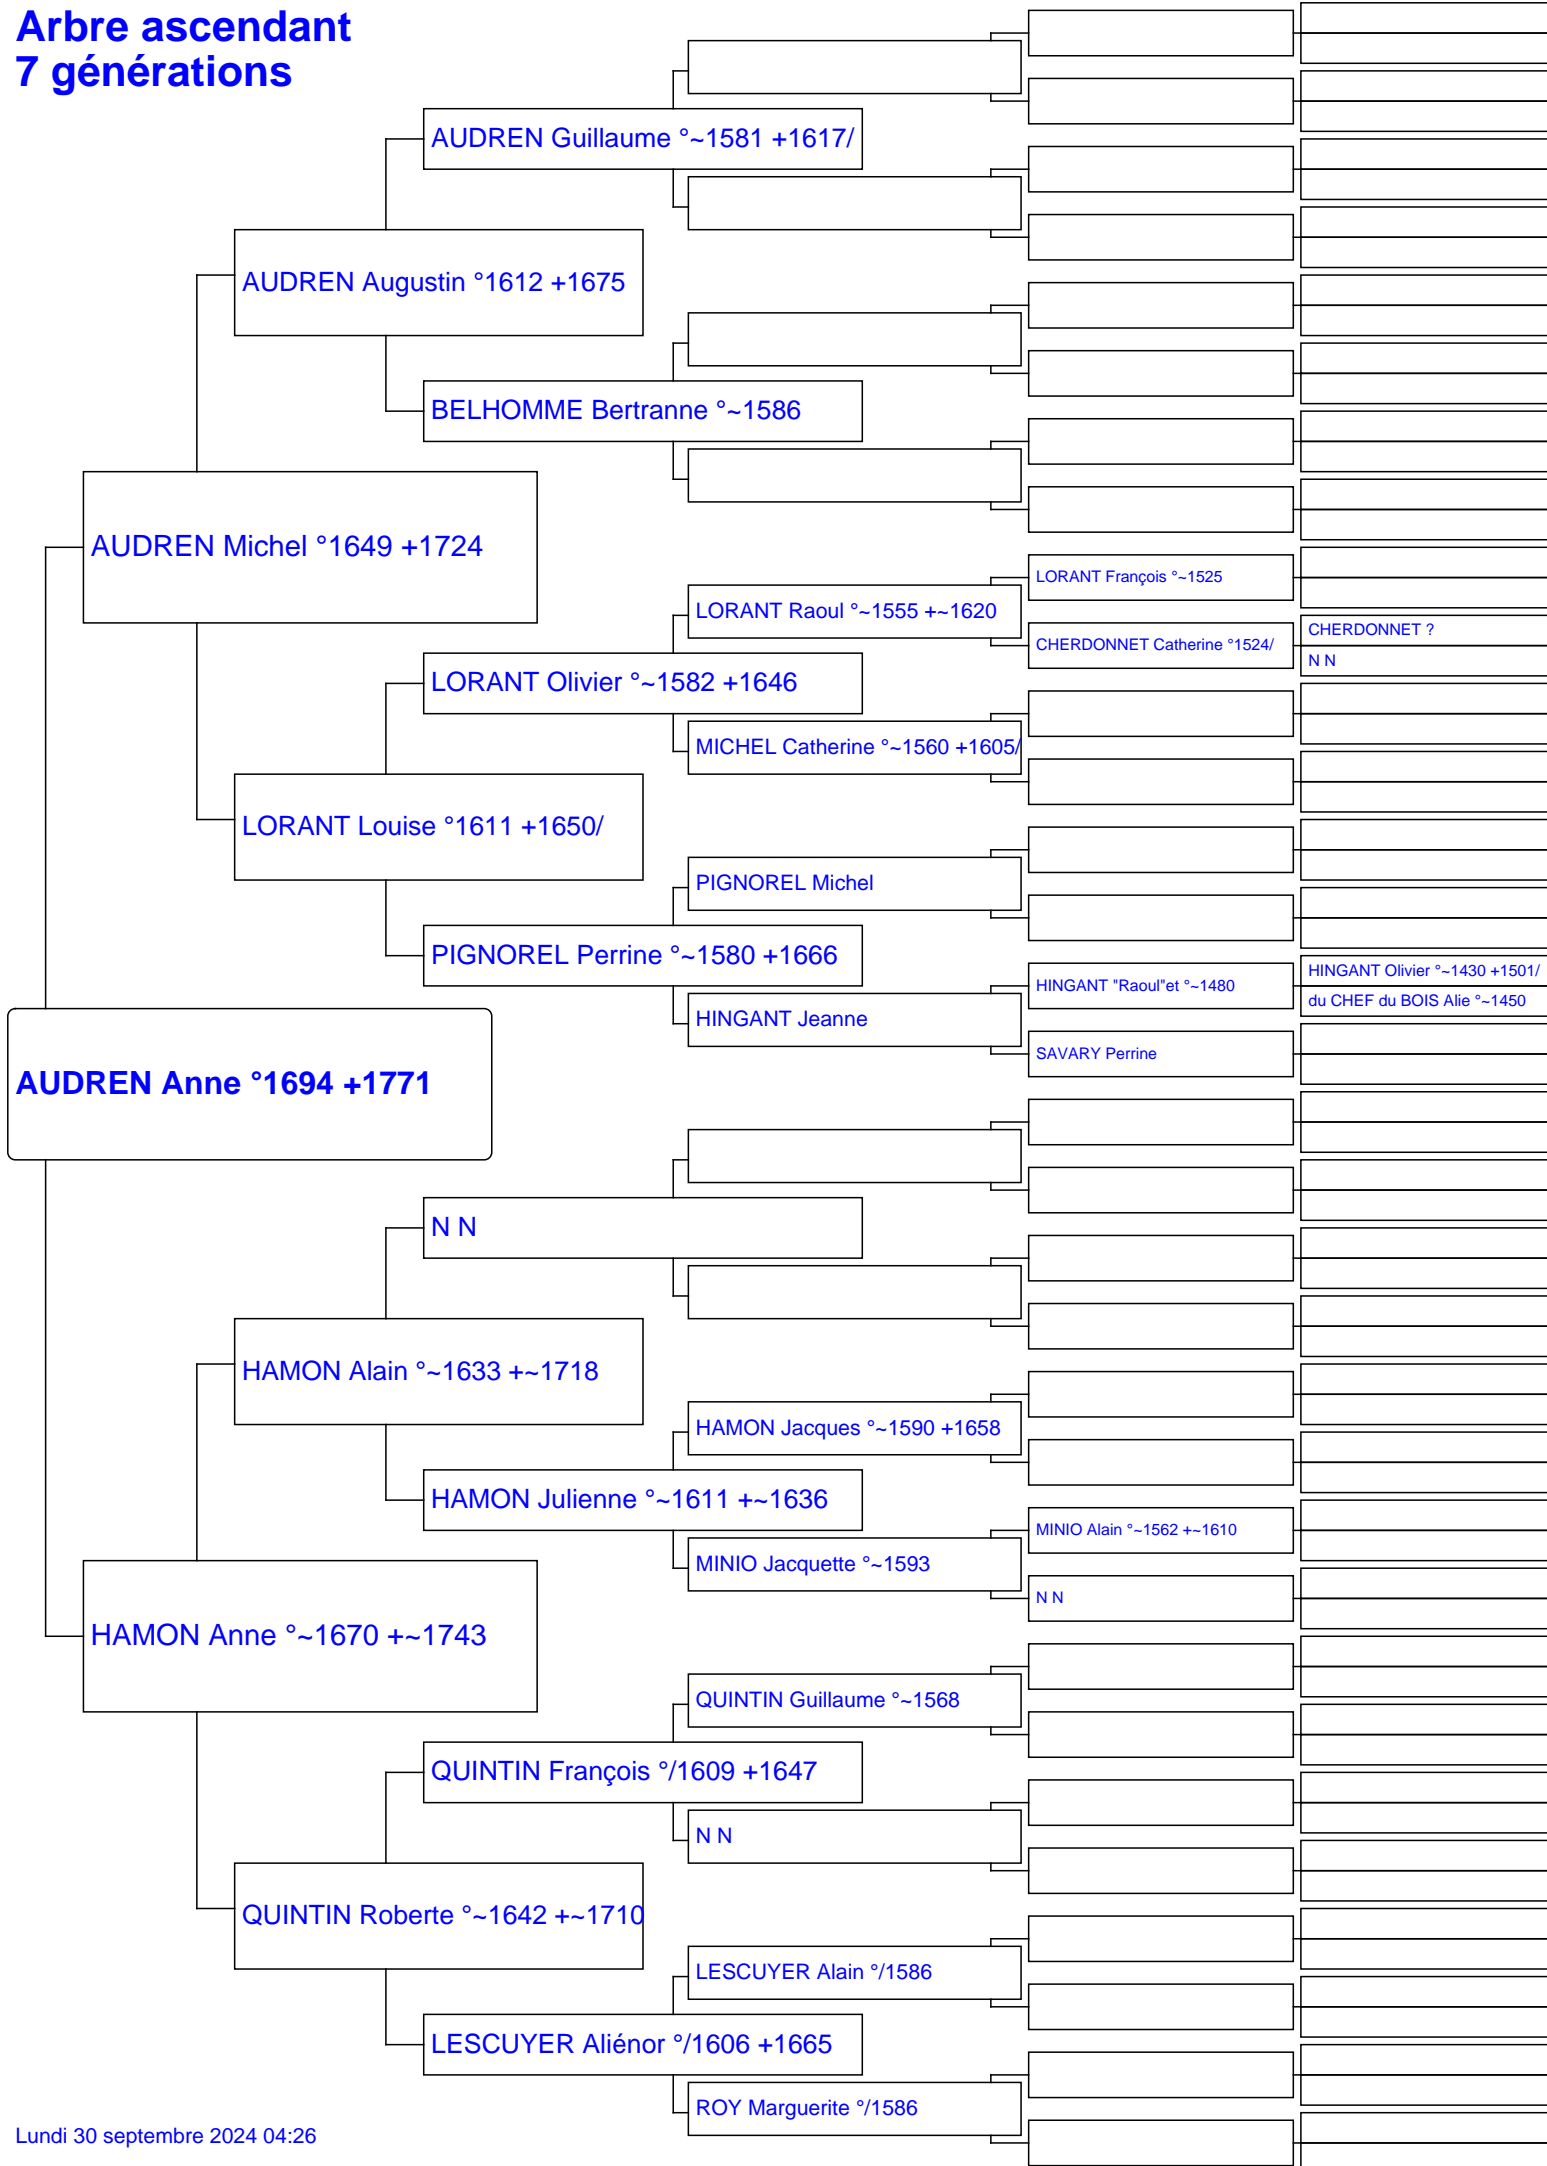 Arbre ascendant
7 générations
AUDREN Guillaume °~1581 +1617/
AUDREN Augustin °1612 +1675
BELHOMME Bertranne °~1586
AUDREN Michel °1649 +1724
LORANT François °~1525
LORANT Raoul °~1555 +~1620
CHERDONNET ?
CHERDONNET Catherine °1524/
N N
LORANT Olivier °~1582 +1646
MICHEL Catherine °~1560 +1605/
LORANT Louise °1611 +1650/
PIGNOREL Michel
PIGNOREL Perrine °~1580 +1666
HINGANT Olivier °~1430 +1501/
HINGANT "Raoul"et °~1480
du CHEF du BOIS Alie °~1450
HINGANT Jeanne
SAVARY Perrine
AUDREN Anne °1694 +1771
N N
HAMON Alain °~1633 +~1718
HAMON Jacques °~1590 +1658
HAMON Julienne °~1611 +~1636
MINIO Alain °~1562 +~1610
MINIO Jacquette °~1593
N N
HAMON Anne °~1670 +~1743
QUINTIN Guillaume °~1568
QUINTIN François °/1609 +1647
N N
QUINTIN Roberte °~1642 +~1710
LESCUYER Alain °/1586
LESCUYER Aliénor °/1606 +1665
ROY Marguerite °/1586
Lundi 30 septembre 2024 04:26